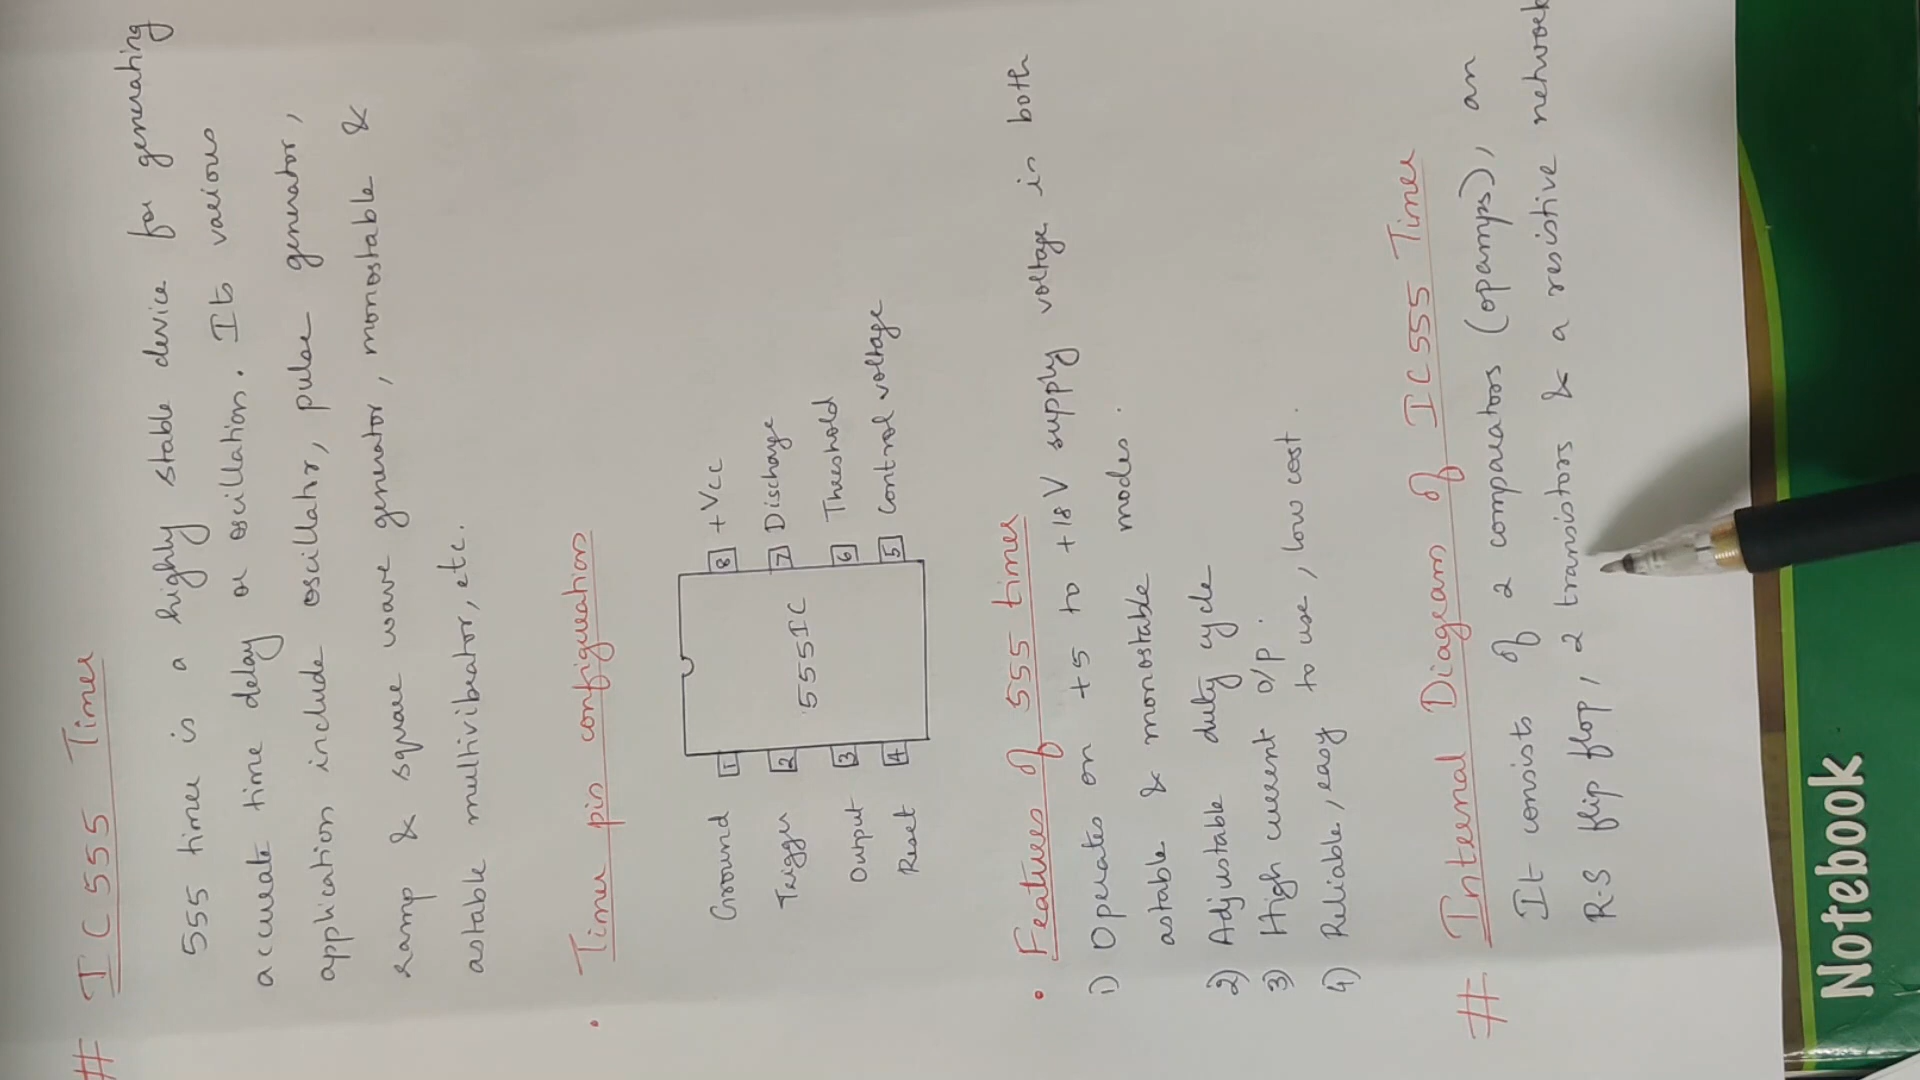 # IC555 Timer
555 timer is a highly stable device for generating
accurate time delay or oscillation. Its various
application include oscillator, pulse generator,
ramp & square wave generator, monostable &
astable multivibrator, etc.
• Timer pin configuration
Ground 1 8 +Vcc
Trigger 2 7 Discharge
555IC
Output 3 6 Threshold
Reset 4 5 Control voltage
• Features of 555 timer
1) Operates on +5 to +18V supply voltage in both
astable & monostable modes.
2) Adjustable duty cycle
3) High current O/P.
4) Reliable, easy to use, low cost.
# Internal Diagram of IC555 Timer
It consists of 2 comparators (opamps), an
R-S flip flop, 2 transistors & a resistive network
Notebook